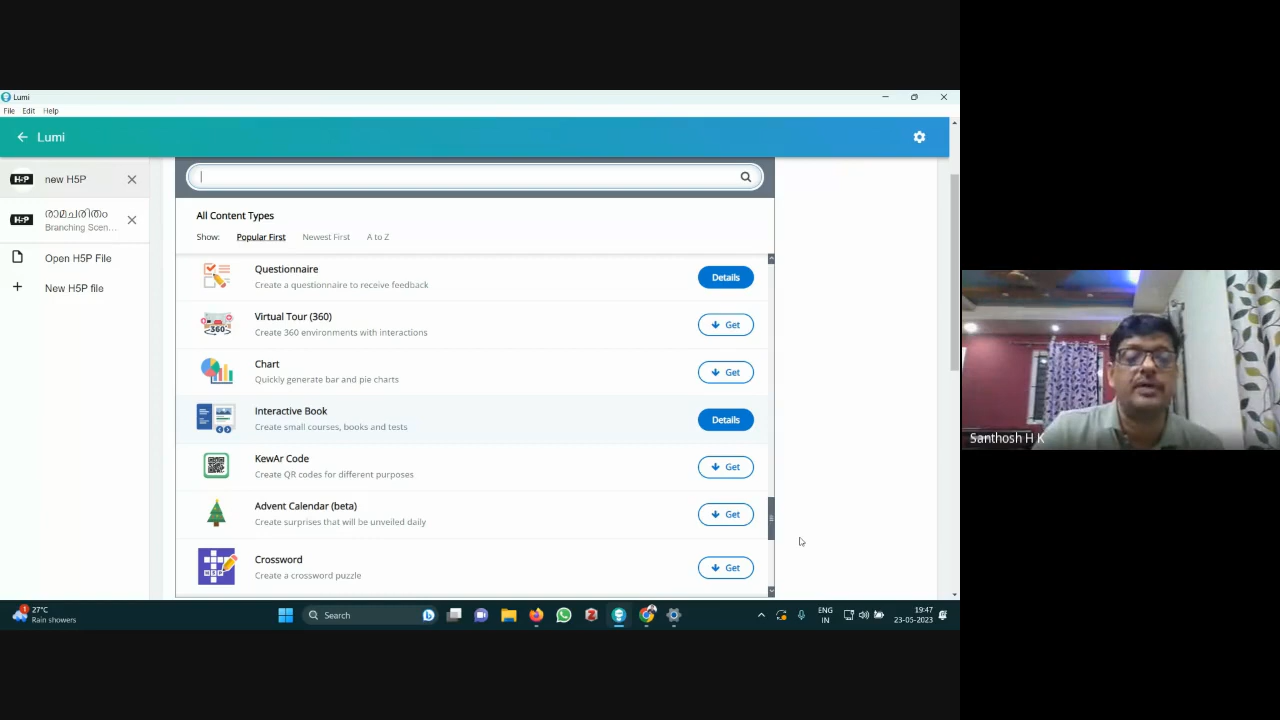 Lumi
File Edit Help
Lumi
H5P new H5P
H5P രാമചരിതം
Branching Scen...
Open H5P File
New H5P file
All Content Types
Show: Popular First Newest First A to Z
Questionnaire
Create a questionnaire to receive feedback
Details
Virtual Tour (360)
Create 360 environments with interactions
Get
Chart
Quickly generate bar and pie charts
Get
Interactive Book
Create small courses, books and tests
Details
KewAr Code
Create QR codes for different purposes
Get
Advent Calendar (beta)
Create surprises that will be unveiled daily
Get
Crossword
Create a crossword puzzle
Get
Santhosh H K
1 27°C
Rain showers
Search
ENG
IN
19:47
23-05-2023